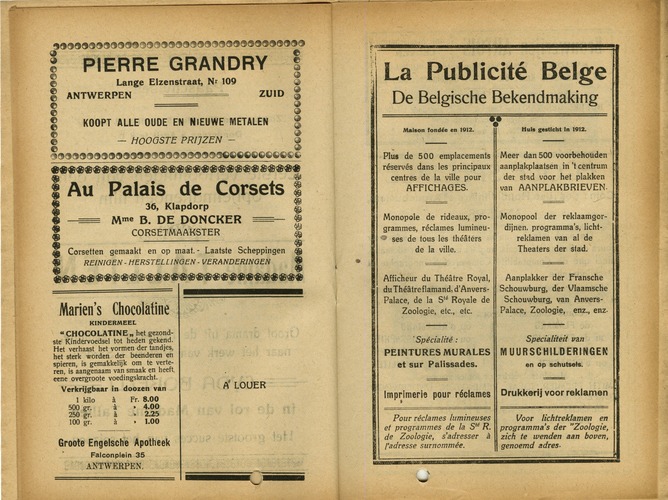 PIERRE GRANDRY
Lange Elzenstraat, Nr 109
ANTWERPEN ZUID
KOOPT ALLE OUDE EN NIEUWE METALEN
— HOOGSTE PRIJZEN —
Au Palais de Corsets
36, Klapdorp
Mme B. DE DONCKER
CORSETMAAKSTER
Corsetten gemaakt en op maat. - Laatste Scheppingen
REINIGEN - HERSTELLINGEN - VERANDERINGEN
Marien's Chocolatine
KINDERMEEL
"CHOCOLATINE„ het gezond-
ste Kindervoedsel tot heden gekend.
Het verhaast het vormen der tandjes,
het sterk worden der beenderen en
spieren, is gemakkelijk om te verte-
ren, is aangenaam van smaak en heeft
eene overgroote voedingskracht.
Verkrijgbaar in doozen van
1 kilo à Fr. 8.00
500 gr. à » 4.00
250 gr. à » 2.25
100 gr. à » 1.00
Groote Engelsche Apotheek
Falconplein 35
ANTWERPEN.
A LOUER
La Publicité Belge
De Belgische Bekendmaking
Maison fondée en 1912.
Plus de 500 emplacements
réservés dans les principaux
centres de la ville pour
AFFICHAGES.
Monopole de rideaux, pro-
grammes, réclames lumineu-
ses de tous les théâters
de la ville.
Afficheur du Théâtre Royal,
du Théâtre flamand, d'Anvers-
Palace, de la Sté Royale de
Zoologie, etc., etc.
Spécialité :
PEINTURES MURALES
et sur Palissades.
Imprimerie pour réclames
Pour réclames lumineuses
et programmes de la Sté R.
de Zoologie, s'adresser à
l'adresse surnommée.
Huis gesticht in 1912.
Meer dan 500 voorbehouden
aanplakplaatsen in 't centrum
der stad voor het plakken
van AANPLAKBRIEVEN.
Monopool der reklaamgor-
dijnen, programma's, licht-
reklamen van al de
Theaters der stad.
Aanplakker der Fransche
Schouwburg, der Vlaamsche
Schouwburg, van Anvers-
Palace, Zoologie, enz., enz.
Specialiteit van
MUURSCHILDERINGEN
en op schutsels.
Drukkerij voor reklamen
Voor lichtreklamen en
programma's der "Zoologie,
zich te wenden aan boven,
genoemd adres.